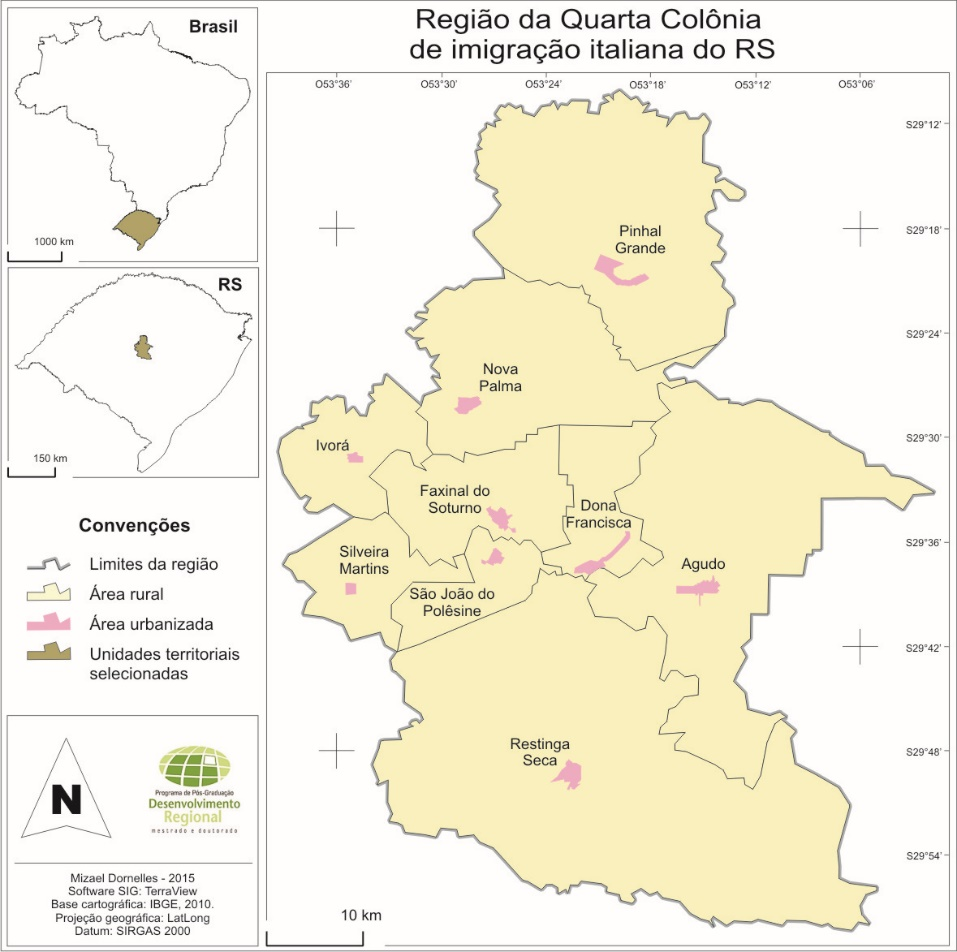 Região da Quarta Colônia
de imigração italiana do RS
Brasil
1000 km
RS
150 km
Convenções
Limites da região
Área rural
Área urbanizada
Unidades territoriais
selecionadas
N
Programa de Pós-Graduação
Desenvolvimento
Regional
mestrado e doutorado
Mizael Dornelles - 2015
Software SIG: TerraView
Base cartográfica: IBGE, 2010.
Projeção geográfica: LatLong
Datum: SIRGAS 2000
O53°36'
O53°30'
O53°24'
O53°18'
O53°12'
O53°06'
S29°12'
S29°18'
S29°24'
S29°30'
S29°36'
S29°42'
S29°48'
S29°54'
Pinhal
Grande
Nova
Palma
Ivorá
Faxinal do
Soturno
Dona
Francisca
Silveira
Martins
São João do
Polêsine
Agudo
Restinga
Seca
10 km